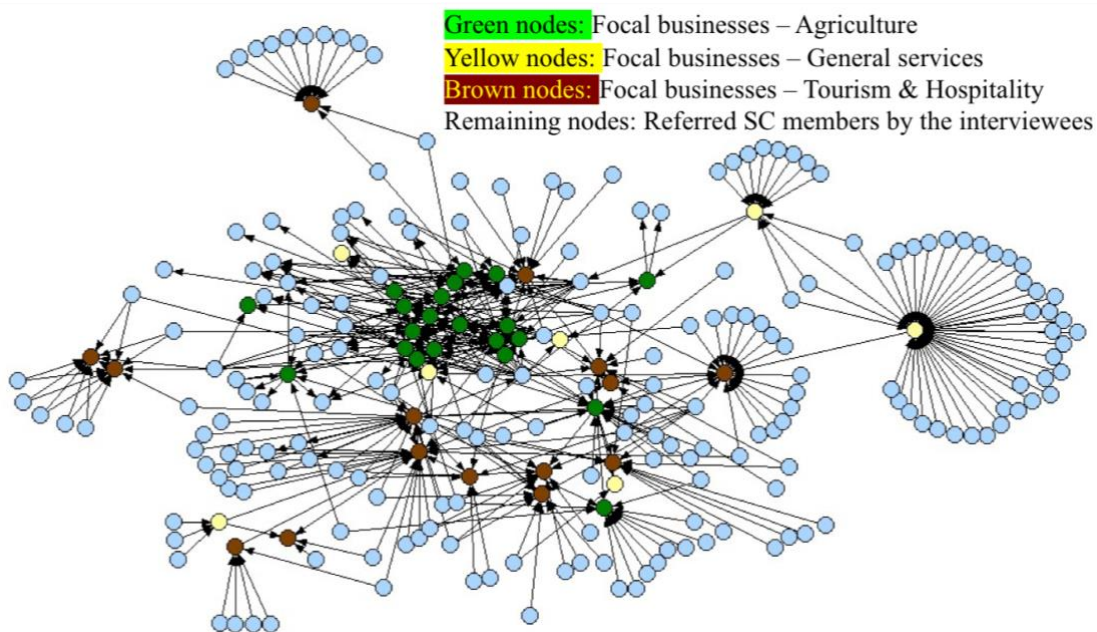 Green nodes: Focal businesses – Agriculture
Yellow nodes: Focal businesses – General services
Brown nodes: Focal businesses – Tourism & Hospitality
Remaining nodes: Referred SC members by the interviewees